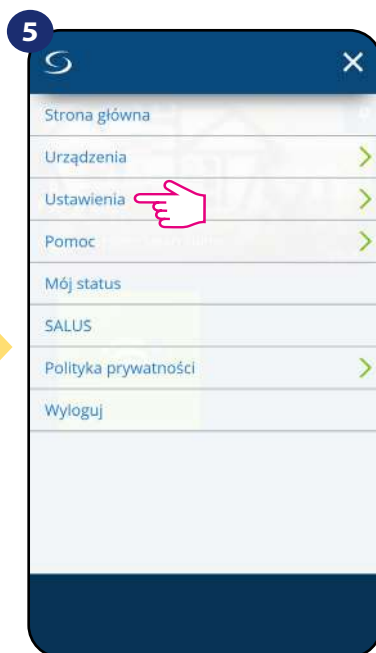 5
Strona główna
Urządzenia
Ustawienia
Pomoc
Mój status
SALUS
Polityka prywatności
Wyloguj